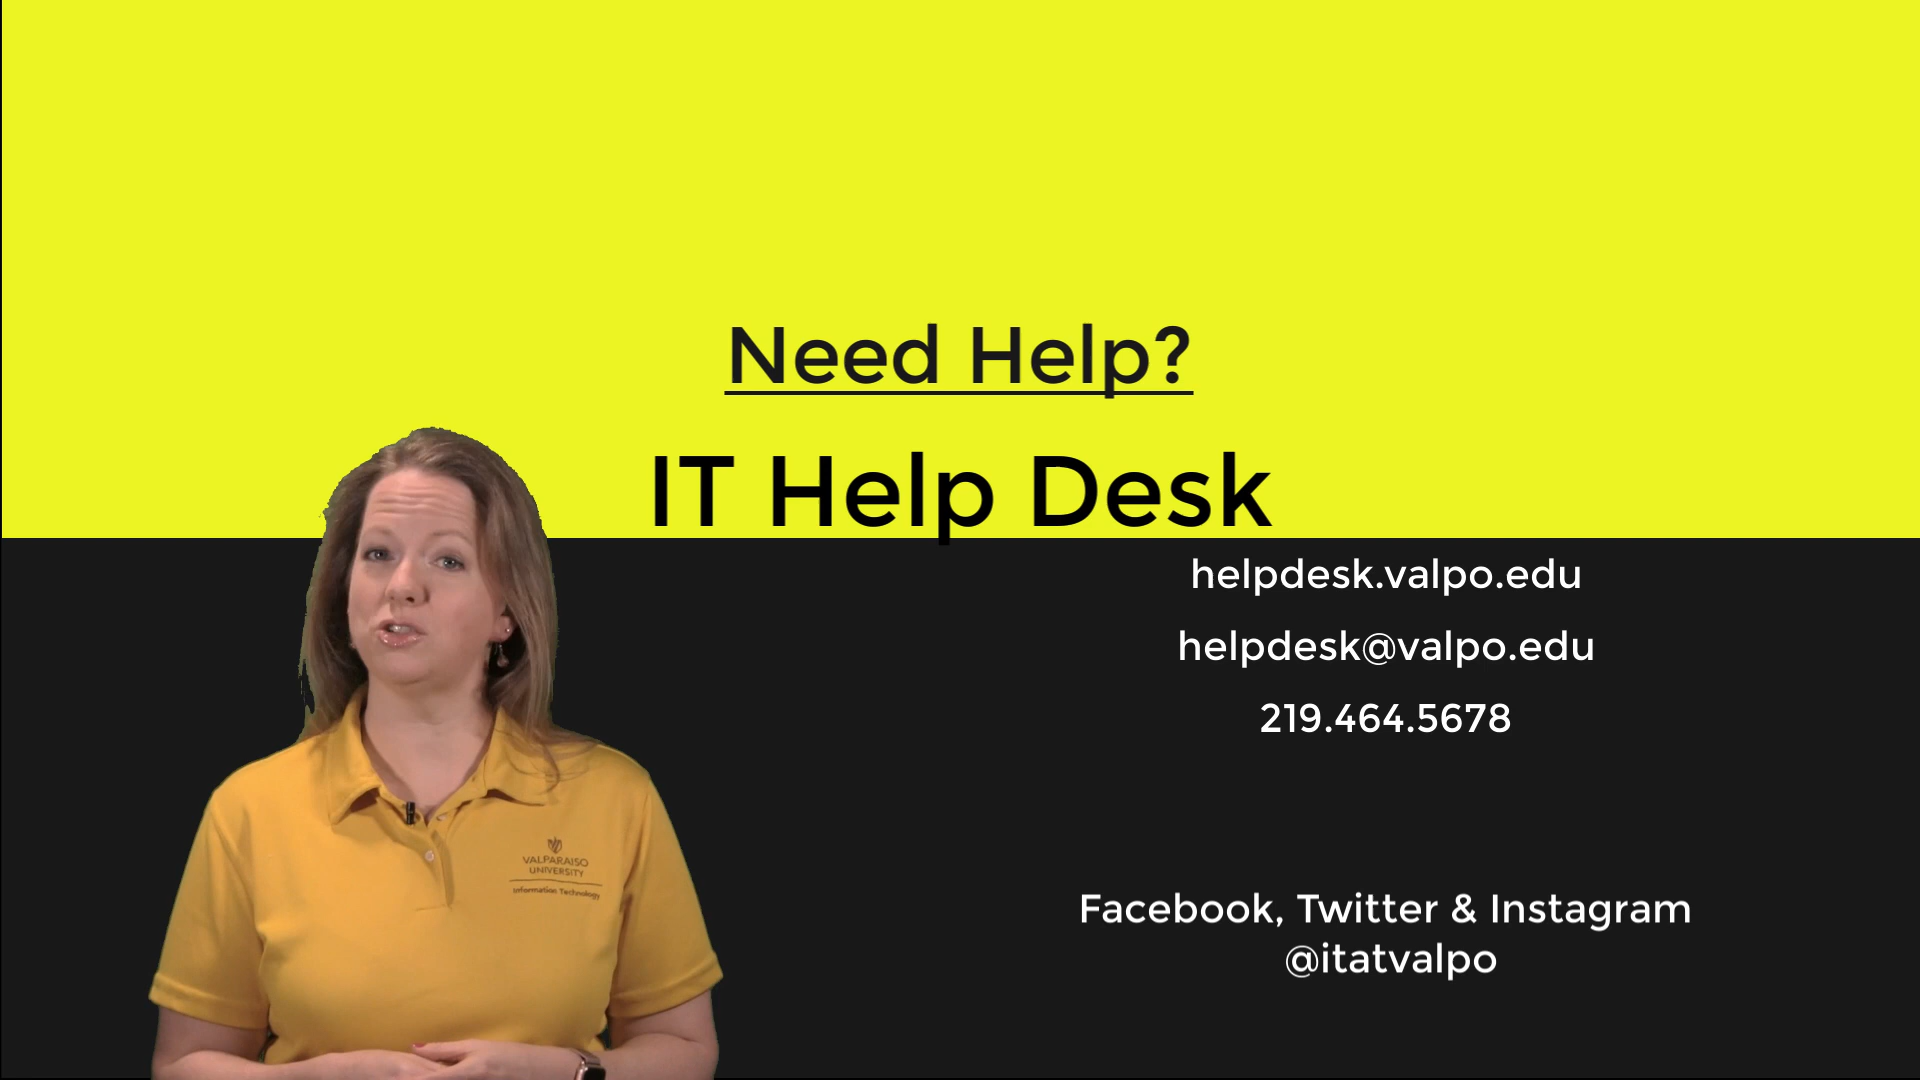 Need Help?
IT Help Desk
helpdesk.valpo.edu
helpdesk@valpo.edu
219.464.5678
VALPARAISO
UNIVERSITY
Information Technology
Facebook, Twitter & Instagram
@itatvalpo